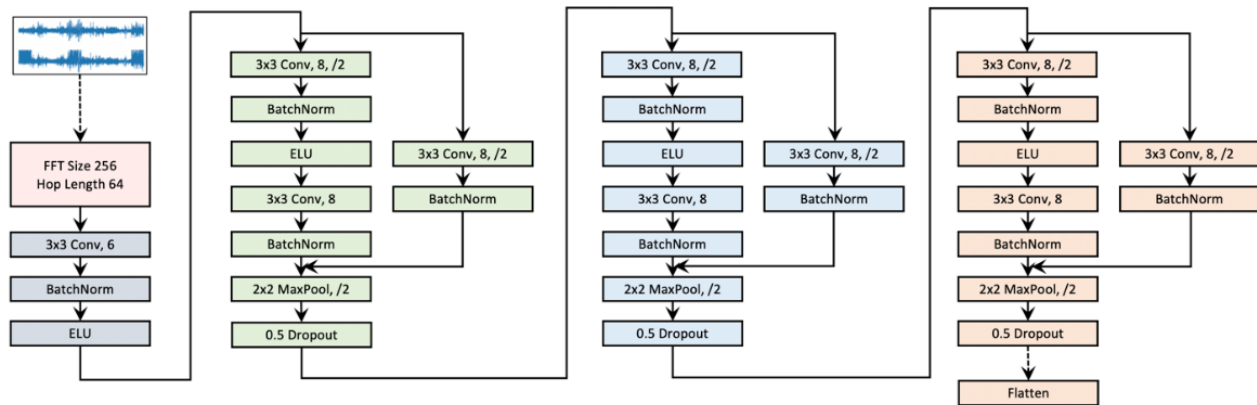 FFT Size 256
Hop Length 64
3x3 Conv, 6
BatchNorm
ELU
3x3 Conv, 8, /2
BatchNorm
ELU
3x3 Conv, 8
BatchNorm
2x2 MaxPool, /2
0.5 Dropout
3x3 Conv, 8, /2
BatchNorm
3x3 Conv, 8, /2
BatchNorm
ELU
3x3 Conv, 8
BatchNorm
2x2 MaxPool, /2
0.5 Dropout
3x3 Conv, 8, /2
BatchNorm
3x3 Conv, 8, /2
BatchNorm
ELU
3x3 Conv, 8
BatchNorm
2x2 MaxPool, /2
0.5 Dropout
Flatten
3x3 Conv, 8, /2
BatchNorm